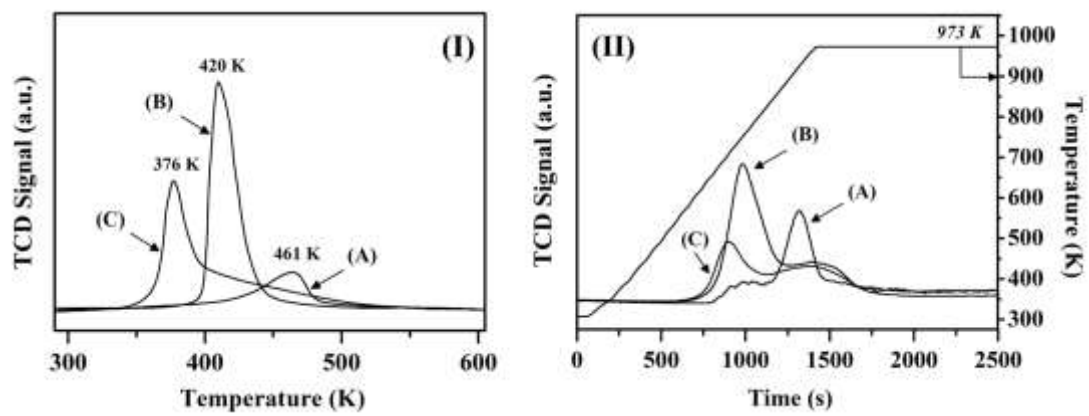 (I)
420 K
(B)
376 K
(C)
461 K
(A)
TCD Signal (a.u.)
300
400
500
600
Temperature (K)
(II)
973 K
(B)
(A)
(C)
TCD Signal (a.u.)
1000
900
800
700
600
500
400
300
Temperature (K)
0
500
1000
1500
2000
2500
Time (s)